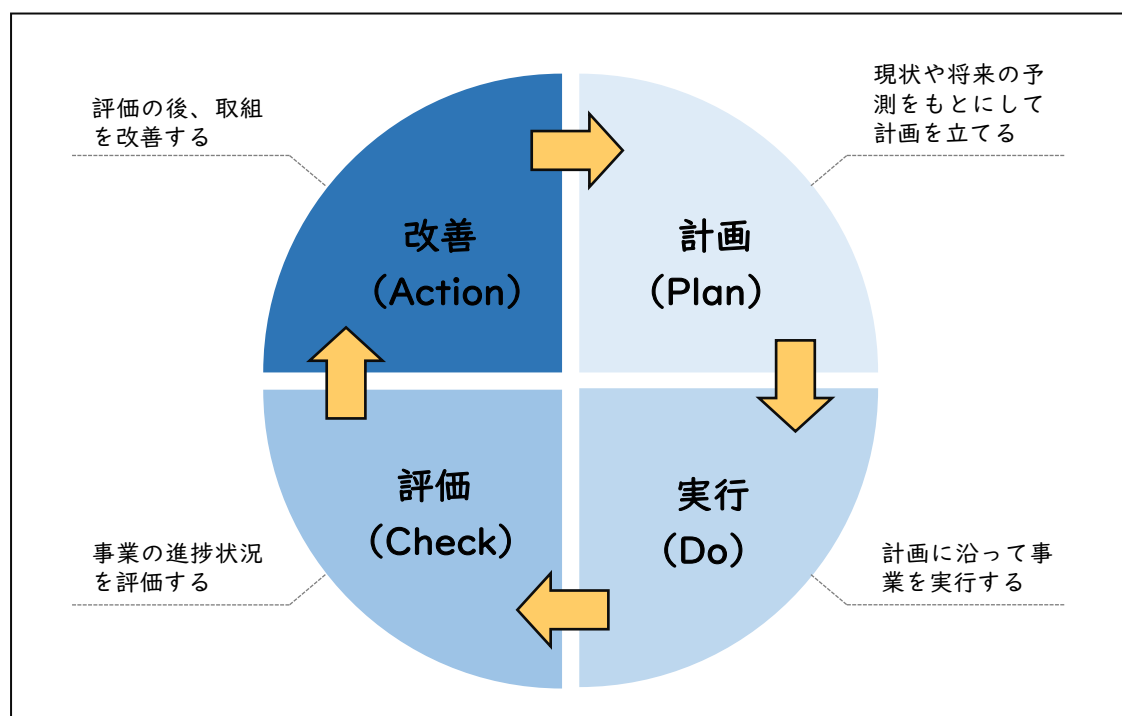 評価の後、取組
を改善する
現状や将来の予
測をもとにして
計画を立てる
改善
(Action)
計画
(Plan)
評価
(Check)
実行
(Do)
事業の進捗状況
を評価する
計画に沿って事
業を実行する